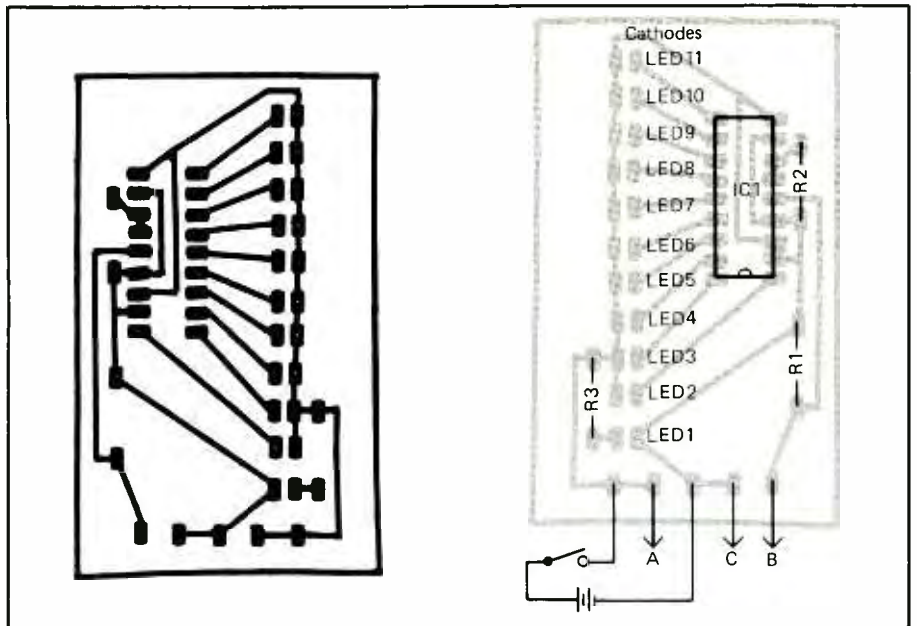 Cathodes
LED11
LED10
LED9
LED8
LED7
LED6
LED5
LED4
LED3
LED2
LED1
IC1
R2
R1
R3
A
C
B